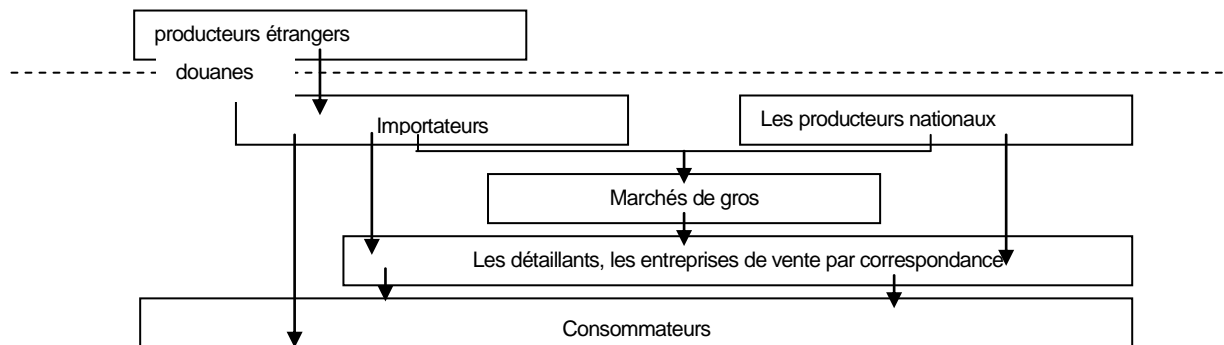 producteurs étrangers
douanes
Importateurs
Les producteurs nationaux
Marchés de gros
Les détaillants, les entreprises de vente par correspondance
Consommateurs